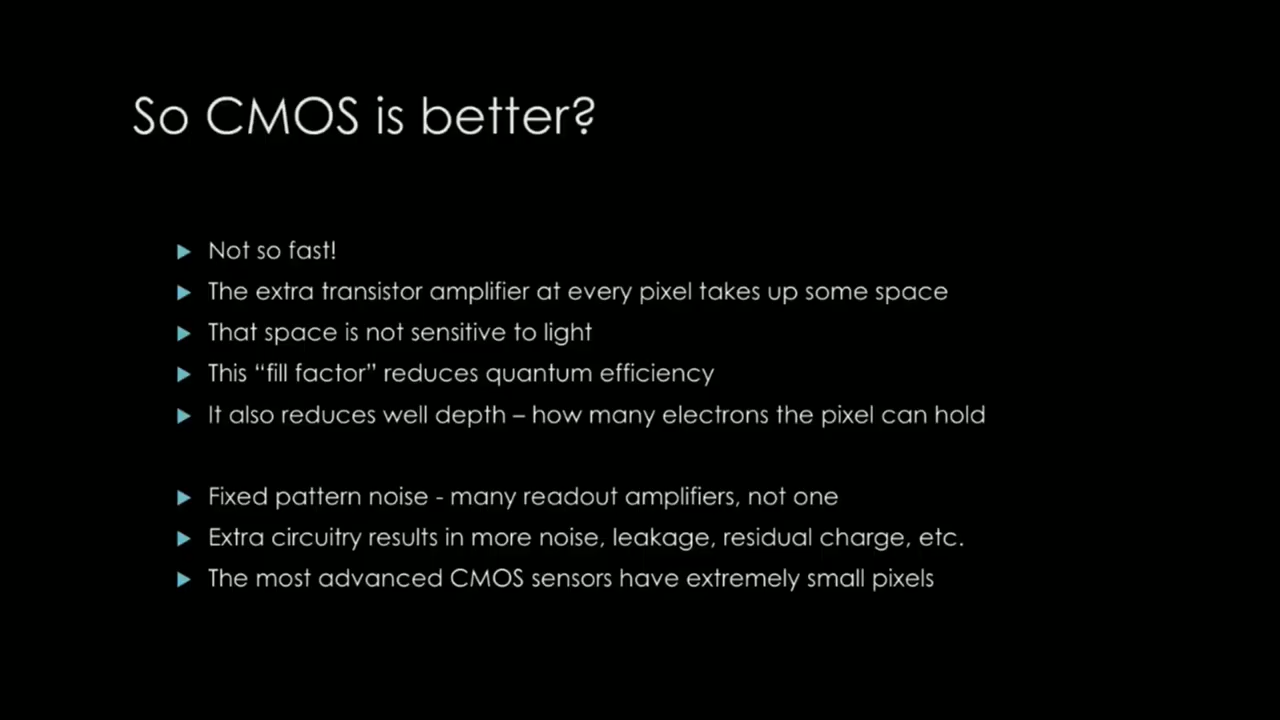 So CMOS is better?
Not so fast!
The extra transistor amplifier at every pixel takes up some space
That space is not sensitive to light
This “fill factor” reduces quantum efficiency
It also reduces well depth – how many electrons the pixel can hold
Fixed pattern noise - many readout amplifiers, not one
Extra circuitry results in more noise, leakage, residual charge, etc.
The most advanced CMOS sensors have extremely small pixels